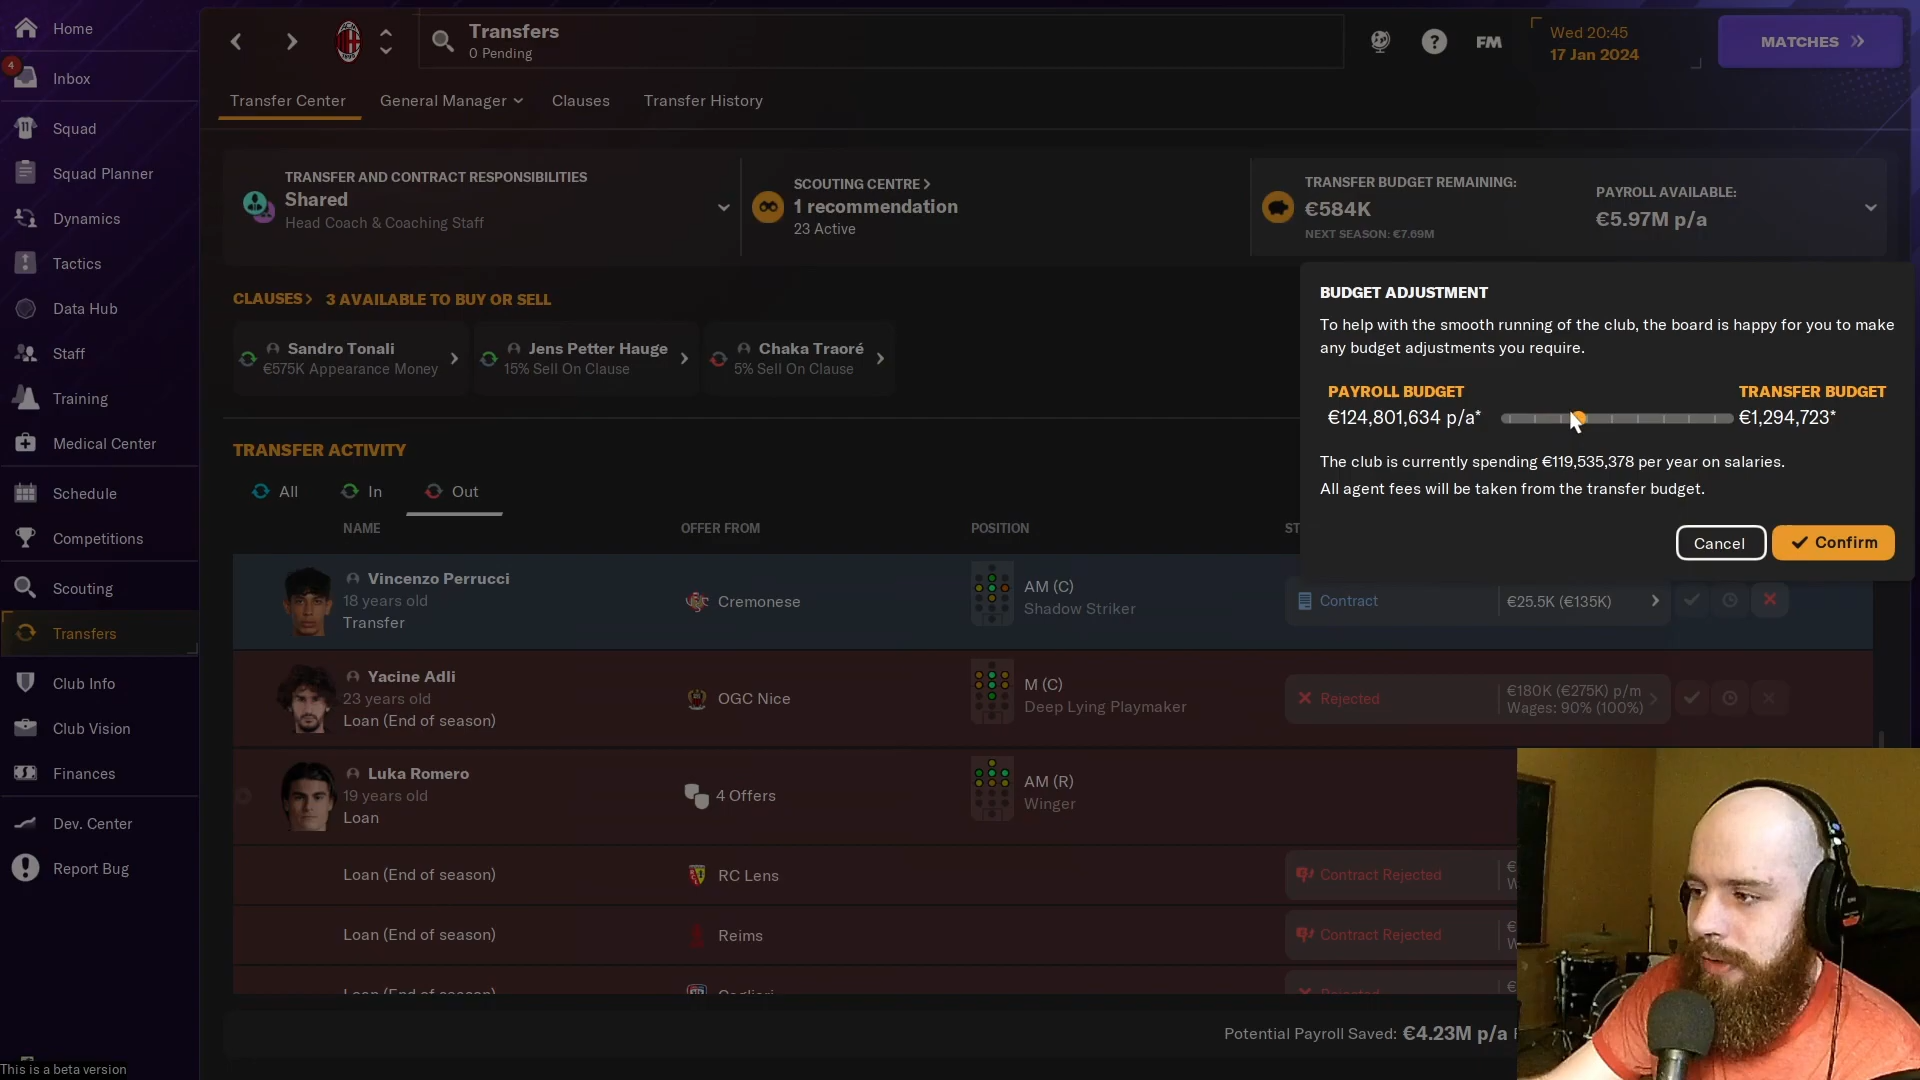 Home
4
Inbox
Squad
Squad Planner
Dynamics
Tactics
Data Hub
Staff
Training
Medical Center
Schedule
Competitions
Scouting
Transfers
Club Info
Club Vision
Finances
Dev. Center
Report Bug
This is a beta version
Transfers
0 Pending
?
FM
Wed 20:45
17 Jan 2024
MATCHES
Transfer Center
General Manager
Clauses
Transfer History
TRANSFER AND CONTRACT RESPONSIBILITIES
Shared
Head Coach & Coaching Staff
SCOUTING CENTRE >
1 recommendation
23 Active
TRANSFER BUDGET REMAINING:
€584K
NEXT SEASON: €7.69M
PAYROLL AVAILABLE:
€5.97M p/a
BUDGET ADJUSTMENT
To help with the smooth running of the club, the board is happy for you to make
any budget adjustments you require.
PAYROLL BUDGET
€124,801,634 p/a*
TRANSFER BUDGET
€1,294,723*
The club is currently spending €119,535,378 per year on salaries.
All agent fees will be taken from the transfer budget.
Cancel
Confirm
CLAUSES > 3 AVAILABLE TO BUY OR SELL
Sandro Tonali
€575K Appearance Money
Jens Petter Hauge
15% Sell On Clause
Chaka Traoré
5% Sell On Clause
TRANSFER ACTIVITY
All
In
Out
NAME
OFFER FROM
POSITION
ST
Vincenzo Perrucci
18 years old
Transfer
Cremonese
AM (C)
Shadow Striker
Contract
€25.5K (€135K)
Yacine Adli
23 years old
Loan (End of season)
OGC Nice
M (C)
Deep Lying Playmaker
Rejected
€180K (€275K) p/m
Wages: 90% (100%)
Luka Romero
19 years old
Loan
4 Offers
AM (R)
Winger
Loan (End of season)
RC Lens
Contract Rejected
Loan (End of season)
Reims
Contract Rejected
Loan (End of season)
Cagliari
Rejected
Potential Payroll Saved: €4.23M p/a